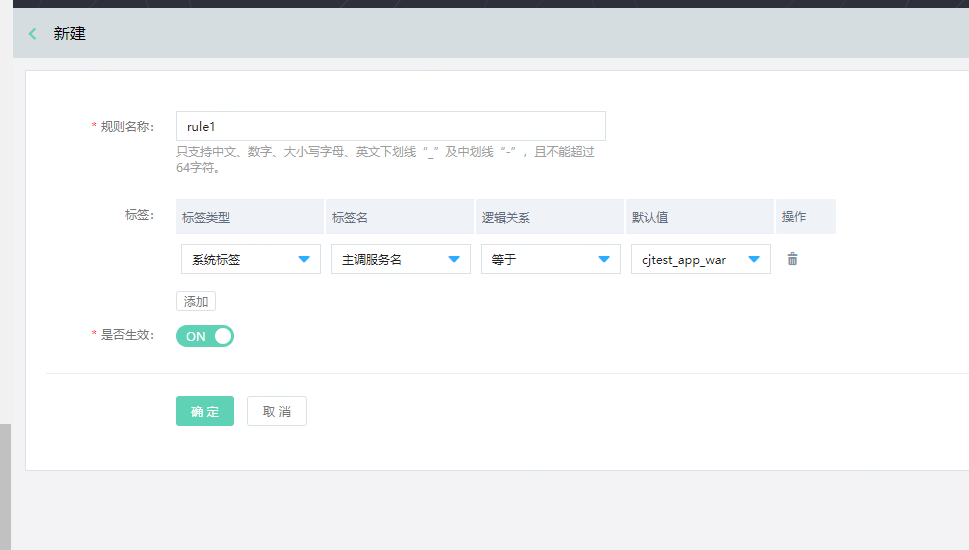 新建
* 规则名称： rule1
只支持中文、数字、大小写字母、英文下划线“_”及中划线“-”，且不能超过
64字符。
标签： 标签类型 标签名 逻辑关系 默认值 操作
系统标签 主调服务名 等于 cjtest_app_war
添加
* 是否生效： ON
确 定 取 消